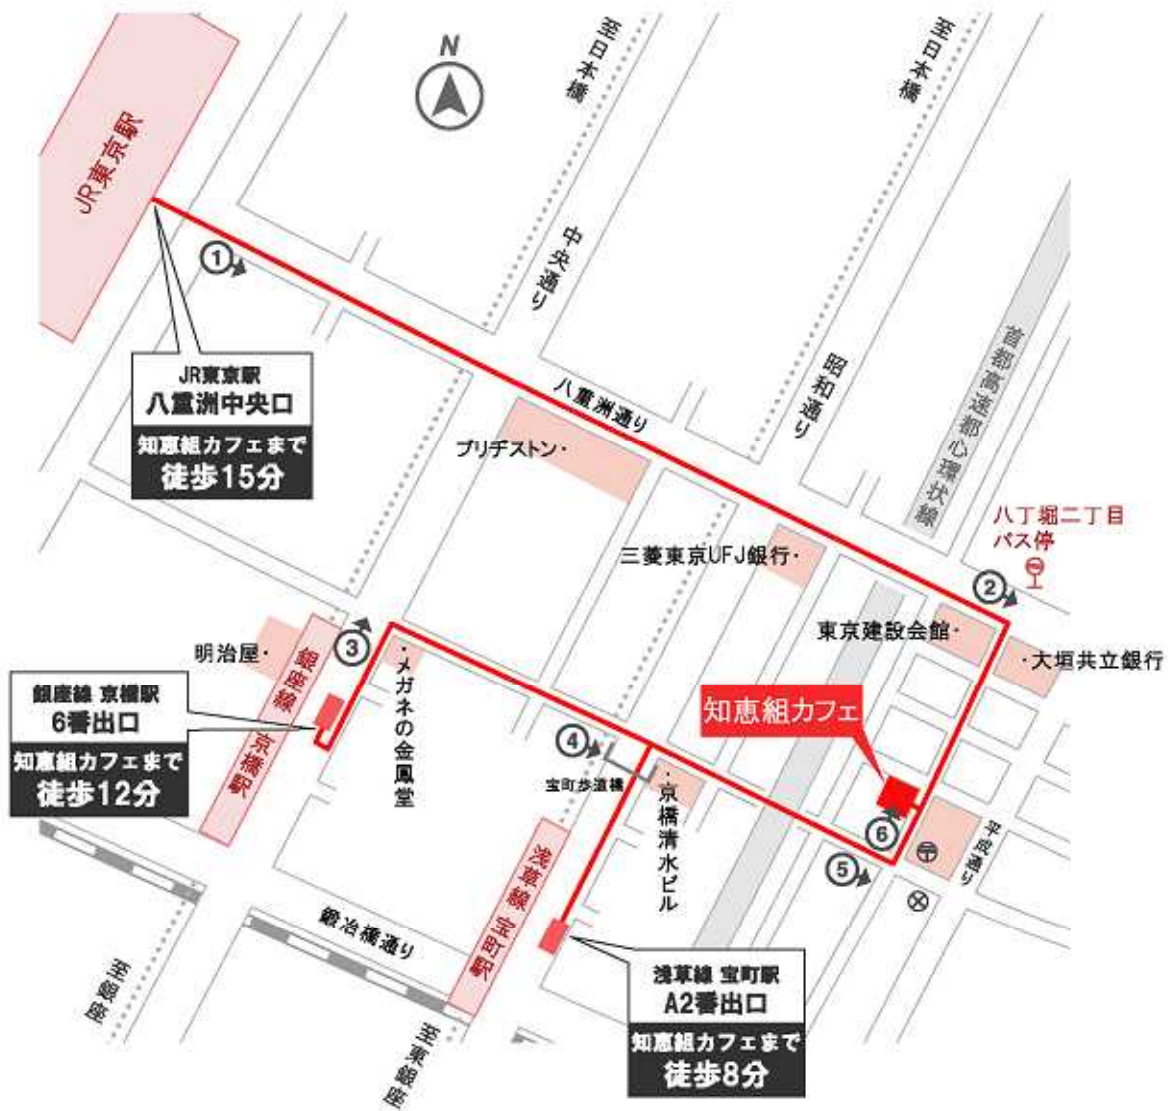 N
至日本橋
至日本橋
JR東京駅
中央通り
①
昭和通り
首都高速都心環状線
JR東京駅
八重洲中央口
知恵組カフェまで
徒歩15分
八重洲通り
ブリヂストン・
八丁堀二丁目
バス停
三菱東京UFJ銀行・
②
東京建設会館・
・大垣共立銀行
③
明治屋・
銀座線 京橋駅
・メガネの金鳳堂
銀座線 京橋駅
6番出口
知恵組カフェまで
徒歩12分
知恵組カフェ
④
宝町歩道橋
・京橋清水ビル
⑥
〒
平成通り
⑤
浅草線 宝町駅
鍛冶橋通り
至銀座
至東銀座
浅草線 宝町駅
A2番出口
知恵組カフェまで
徒歩8分